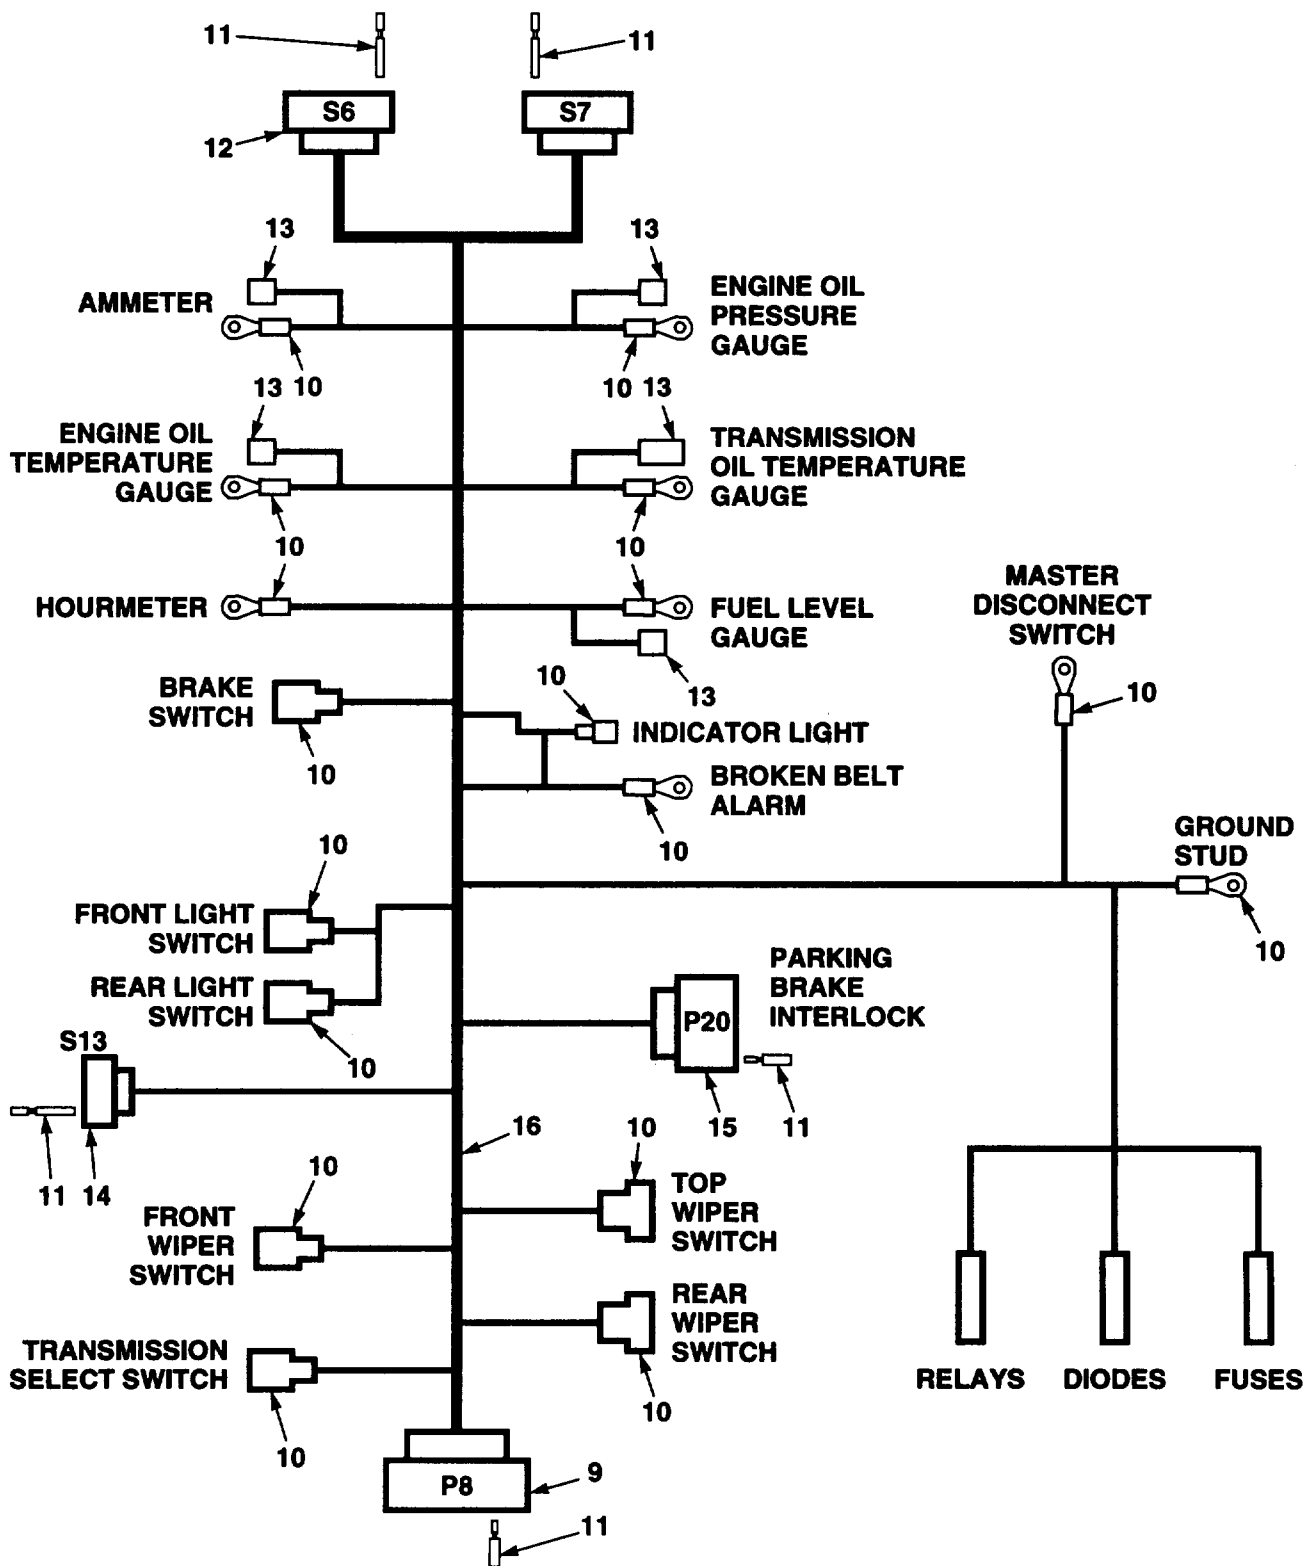 11
11
S6
S7
12
13
13
AMMETER
ENGINE OIL
PRESSURE
GAUGE
10
10
13
13
ENGINE OIL
TEMPERATURE
GAUGE
TRANSMISSION
OIL TEMPERATURE
GAUGE
10
10
HOURMETER
FUEL LEVEL
GAUGE
13
MASTER
DISCONNECT
SWITCH
10
BRAKE
SWITCH
10
10
INDICATOR LIGHT
BROKEN BELT
ALARM
10
GROUND
STUD
10
10
FRONT LIGHT
SWITCH
REAR LIGHT
SWITCH
10
PARKING
BRAKE
INTERLOCK
P20
15
11
S13
11
14
16
10
FRONT
WIPER
SWITCH
10
TOP
WIPER
SWITCH
REAR
WIPER
SWITCH
10
TRANSMISSION
SELECT SWITCH
10
RELAYS
DIODES
FUSES
P8
9
11